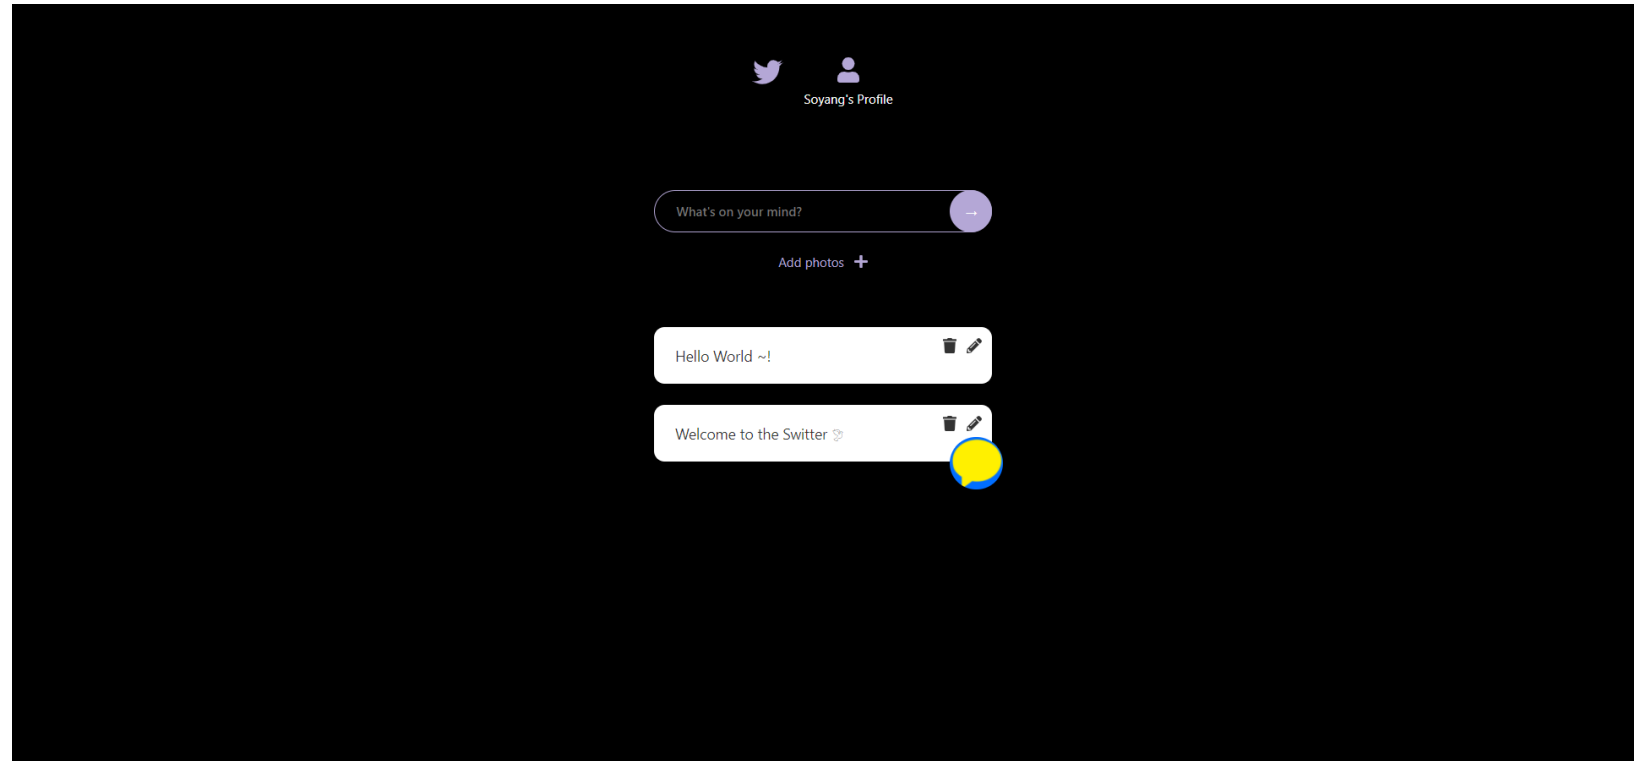 Soyang's Profile
What's on your mind?
→
Add photos +
Hello World ~!
Welcome to the Switter 🕊